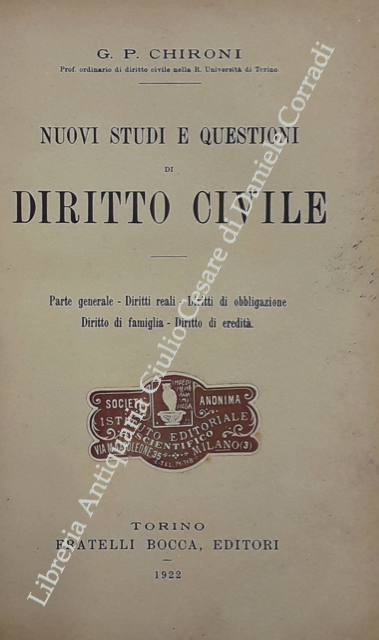 G. P. CHIRONI
Prof. ordinario di diritto civile nella R. Università di Torino.
NUOVI STUDI E QUESTIONI
DI
DIRITTO CIVILE
Parte generale - Diritti reali - Diritti di obbligazione
Diritto di famiglia - Diritto di eredità.
SOCIETÀ ANONIMA
ISTITUTO EDITORIALE
SCIENTIFICO
MILANO (3)
TORINO
FRATELLI BOCCA, EDITORI
1922
Libreria Antiquaria Giulio Cesare di Daniele Corradi